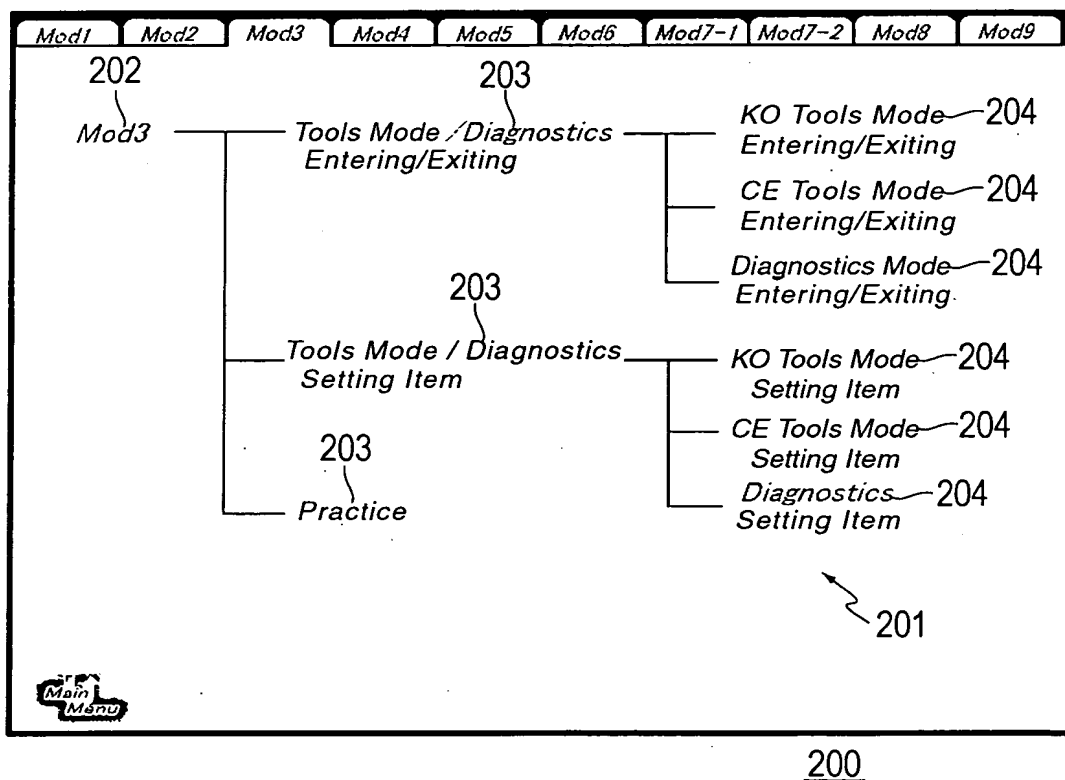 Mod1 Mod2 Mod3 Mod4 Mod5 Mod6 Mod7-1 Mod7-2 Mod8 Mod9
202
203
Mod3
Tools Mode / Diagnostics
Entering/Exiting
KO Tools Mode 204
Entering/Exiting
CE Tools Mode 204
Entering/Exiting
Diagnostics Mode 204
Entering/Exiting
203
Tools Mode / Diagnostics
Setting Item
KO Tools Mode 204
Setting Item
CE Tools Mode 204
Setting Item
203
Practice
Diagnostics 204
Setting Item
201
Main
Menu
200